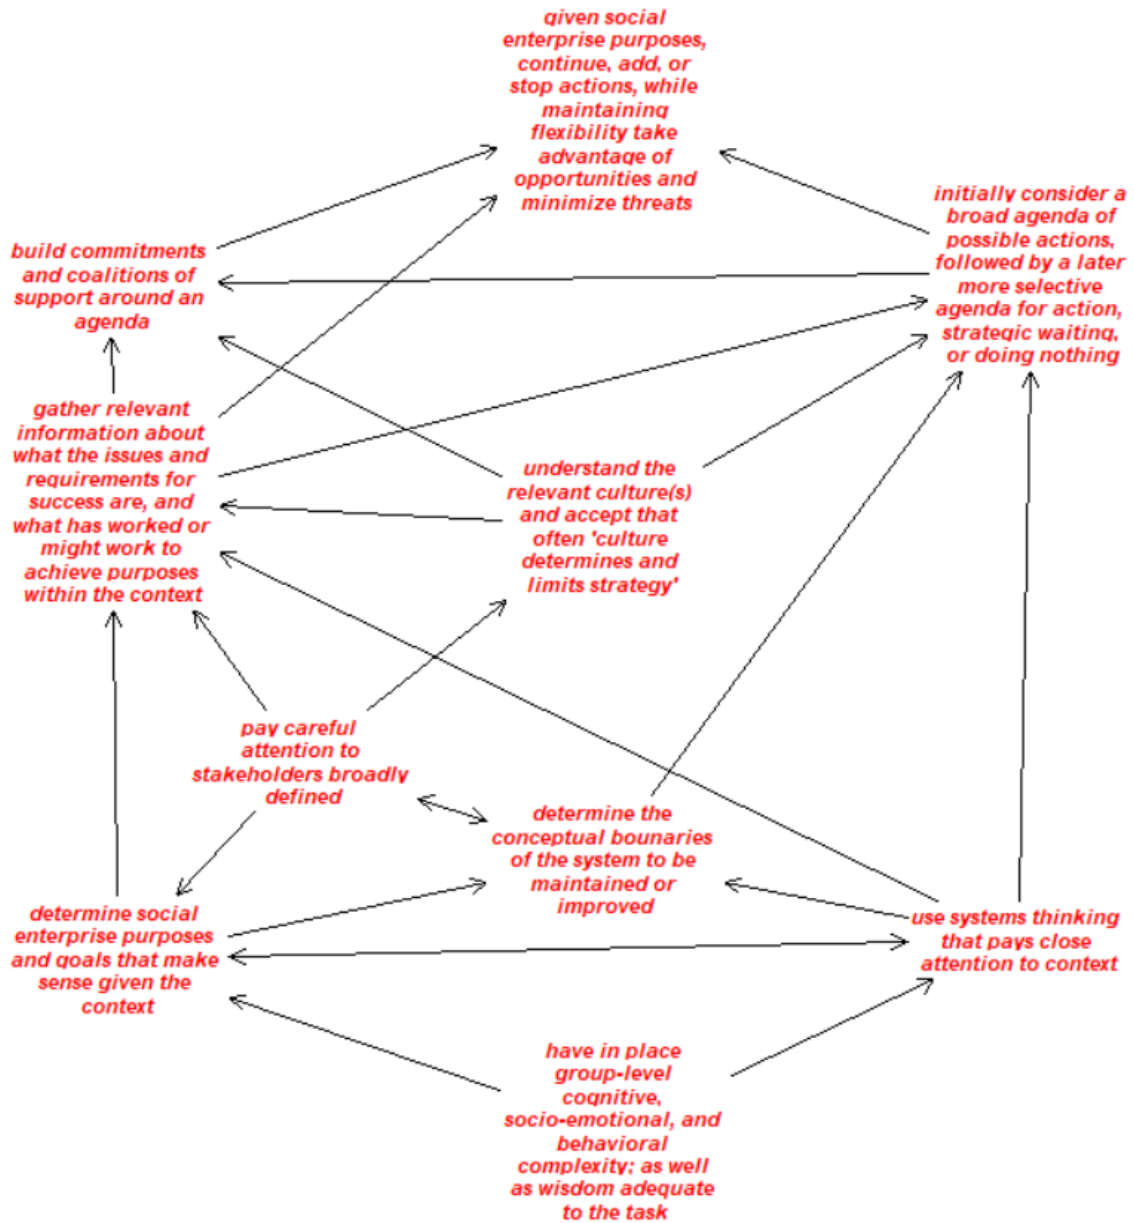 given social
enterprise purposes,
continue, add, or
stop actions, while
maintaining
flexibility take
advantage of
opportunities and
minimize threats
initially consider a
broad agenda of
possible actions,
followed by a later
more selective
agenda for action,
strategic waiting,
or doing nothing
build commitments
and coalitions of
support around an
agenda
gather relevant
information about
what the issues and
requirements for
success are, and
what has worked or
might work to
achieve purposes
within the context
understand the
relevant culture(s)
and accept that
often 'culture
determines and
limits strategy'
pay careful
attention to
stakeholders broadly
defined
determine the
conceptual bounaries
of the system to be
maintained or
improved
determine social
enterprise purposes
and goals that make
sense given the
context
use systems thinking
that pays close
attention to context
have in place
group-level
cognitive,
socio-emotional, and
behavioral
complexity; as well
as wisdom adequate
to the task